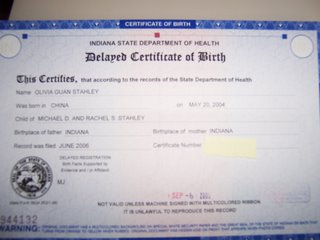 CERTIFICATE OF BIRTH
INDIANA STATE DEPARTMENT OF HEALTH
Delayed Certificate of Birth
This Certifies, that according to the records of the State Department of Health
Name: OLIVIA GUAN STAHLEY
Was born in CHINA on MAY 20, 2004
Child of MICHAEL D. AND RACHEL S. STAHLEY
Birthplace of father INDIANA Birthplace of mother INDIANA
Record was filed: JUNE 2006 Certificate Number
DELAYED REGISTRATION
Birth Facts Supported by
Evidence and / or Affidavit
MJ
SEP
NOT VALID UNLESS MACHINE SIGNED WITH MULTICOLORED RIBBON
IT IS UNLAWFUL TO REPRODUCE THIS RECORD
944132
WARNING: